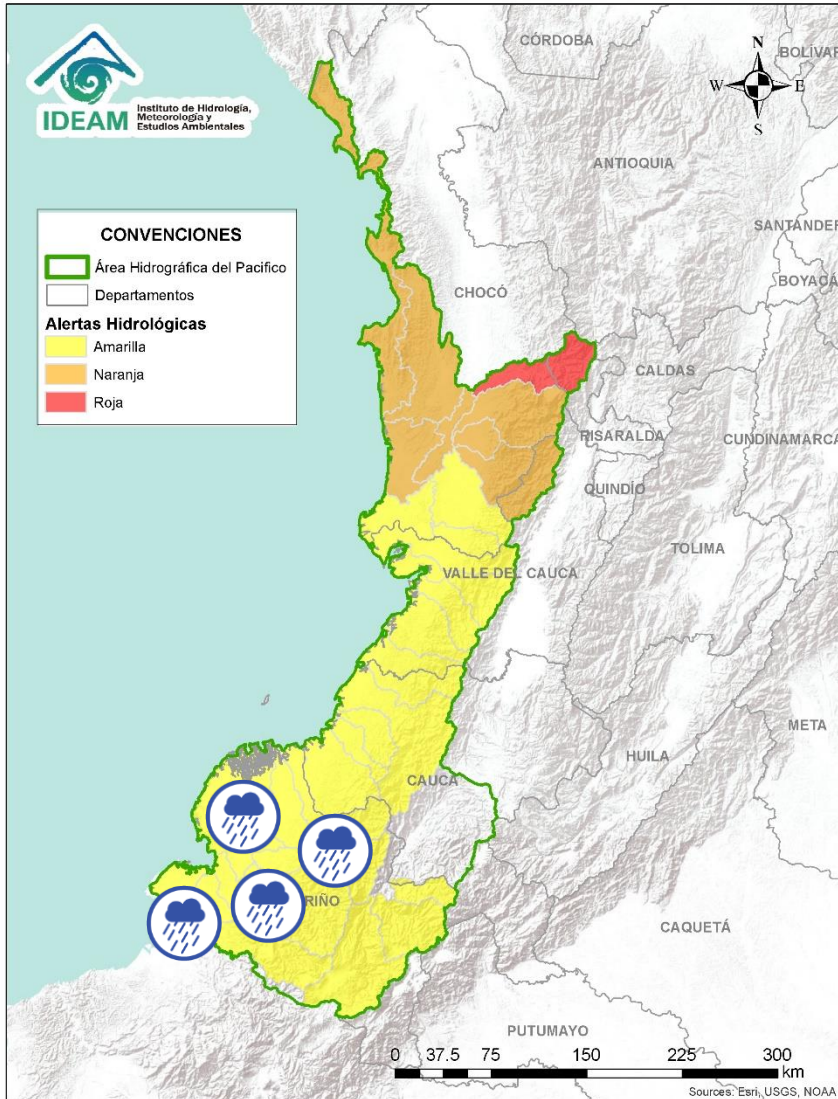 IDEAM
Instituto de Hidrología,
Meteorología y
Estudios Ambientales
N
W
E
S
CÓRDOBA
BOLÍVAR
ANTIOQUIA
SANTANDER
BOYACÁ
CHOCÓ
CALDAS
RISARALDA
CUNDINAMARCA
QUINDÍO
TOLIMA
VALLE DEL CAUCA
META
HUILA
CAUCA
RIÑO
CAQUETÁ
PUTUMAYO
CONVENCIONES
Área Hidrográfica del Pacifico
Departamentos
Alertas Hidrológicas
Amarilla
Naranja
Roja
0 37.5 75 150 225 300
km
Sources: Esri, USGS, NOAA